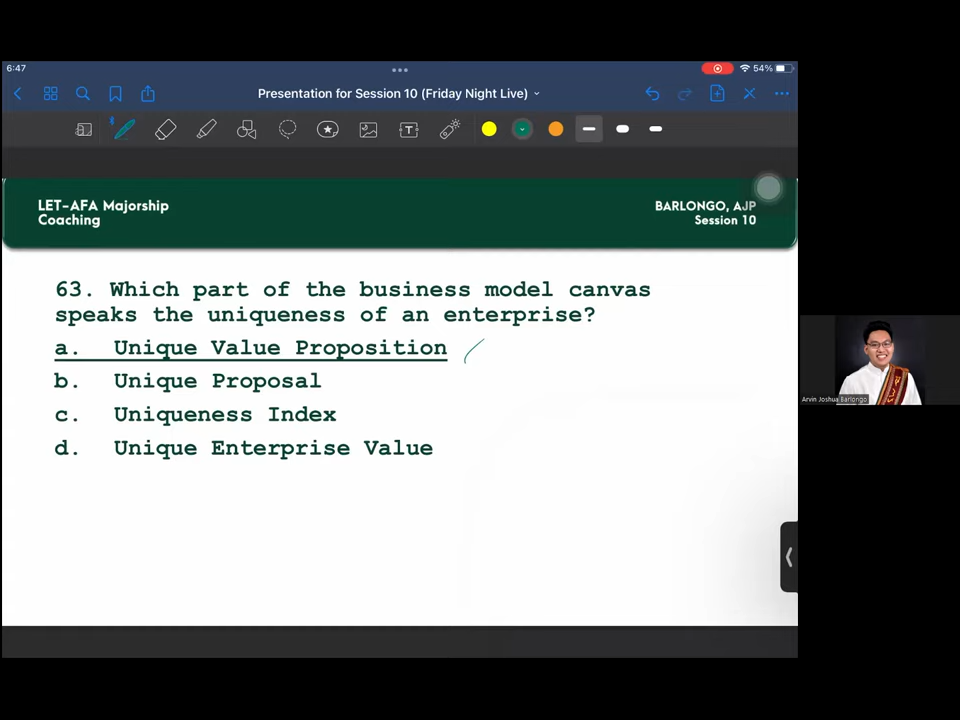 6:47
54%
Presentation for Session 10 (Friday Night Live)
T
LET-AFA Majorship
Coaching
BARLONGO, AJP
Session 10
63. Which part of the business model canvas
speaks the uniqueness of an enterprise?
a. Unique Value Proposition
b. Unique Proposal
c. Uniqueness Index
d. Unique Enterprise Value
Arvin Joshua Barlongo